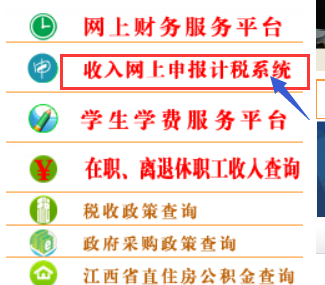 网上财务服务平台
收入网上申报计税系统
学生学费服务平台
在职、离退休职工收入查询
税收政策查询
政府采购政策查询
江西省直住房公积金查询